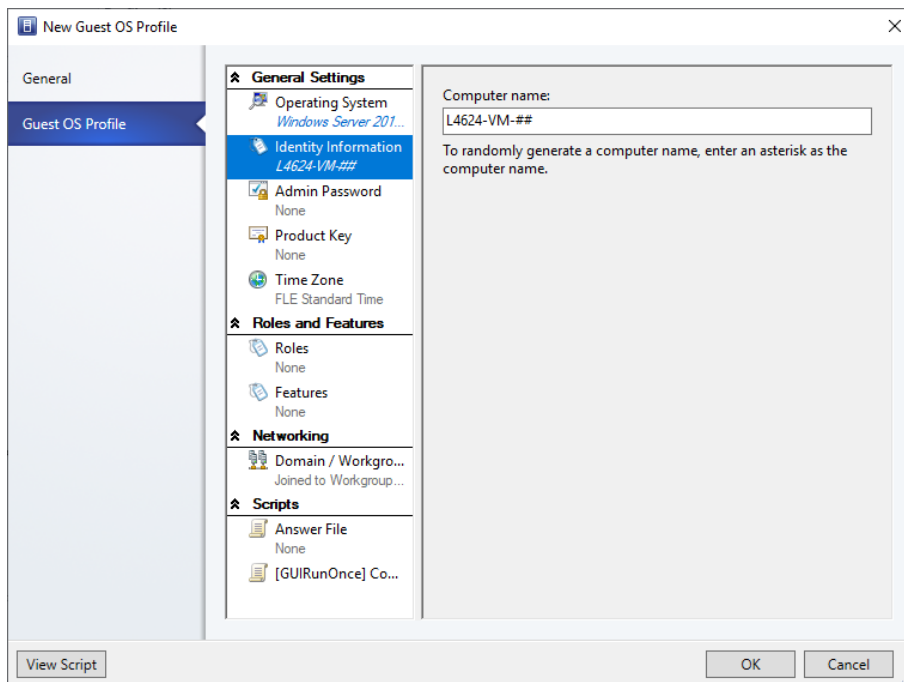 New Guest OS Profile
General
Guest OS Profile
General Settings
Operating System
Windows Server 201...
Identity Information
L4624-VM-##
Admin Password
None
Product Key
None
Time Zone
FLE Standard Time
Roles and Features
Roles
None
Features
None
Networking
Domain / Workgro...
Joined to Workgroup...
Scripts
Answer File
None
[GUIRunOnce] Co...
Computer name:
L4624-VM-##
To randomly generate a computer name, enter an asterisk as the
computer name.
View Script
OK
Cancel